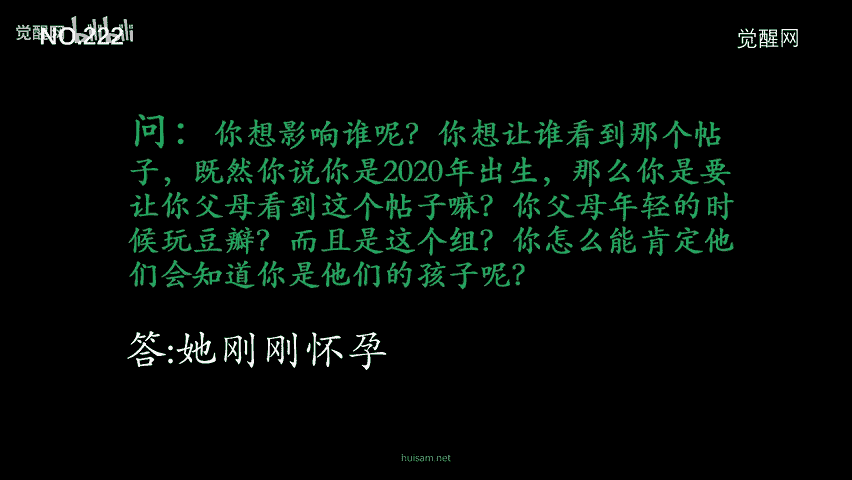 觉醒网 bilibili
NO.222
觉醒网
问：你想影响谁呢？你想让谁看到那个帖
子，既然你说你是2020年出生，那么你是要
让你父母看到这个帖子嘛？你父母年轻的时
候玩豆瓣？而且是这个组？你怎么能肯定他
们会知道你是他们的孩子呢？
答:她刚刚怀孕
huisam.net